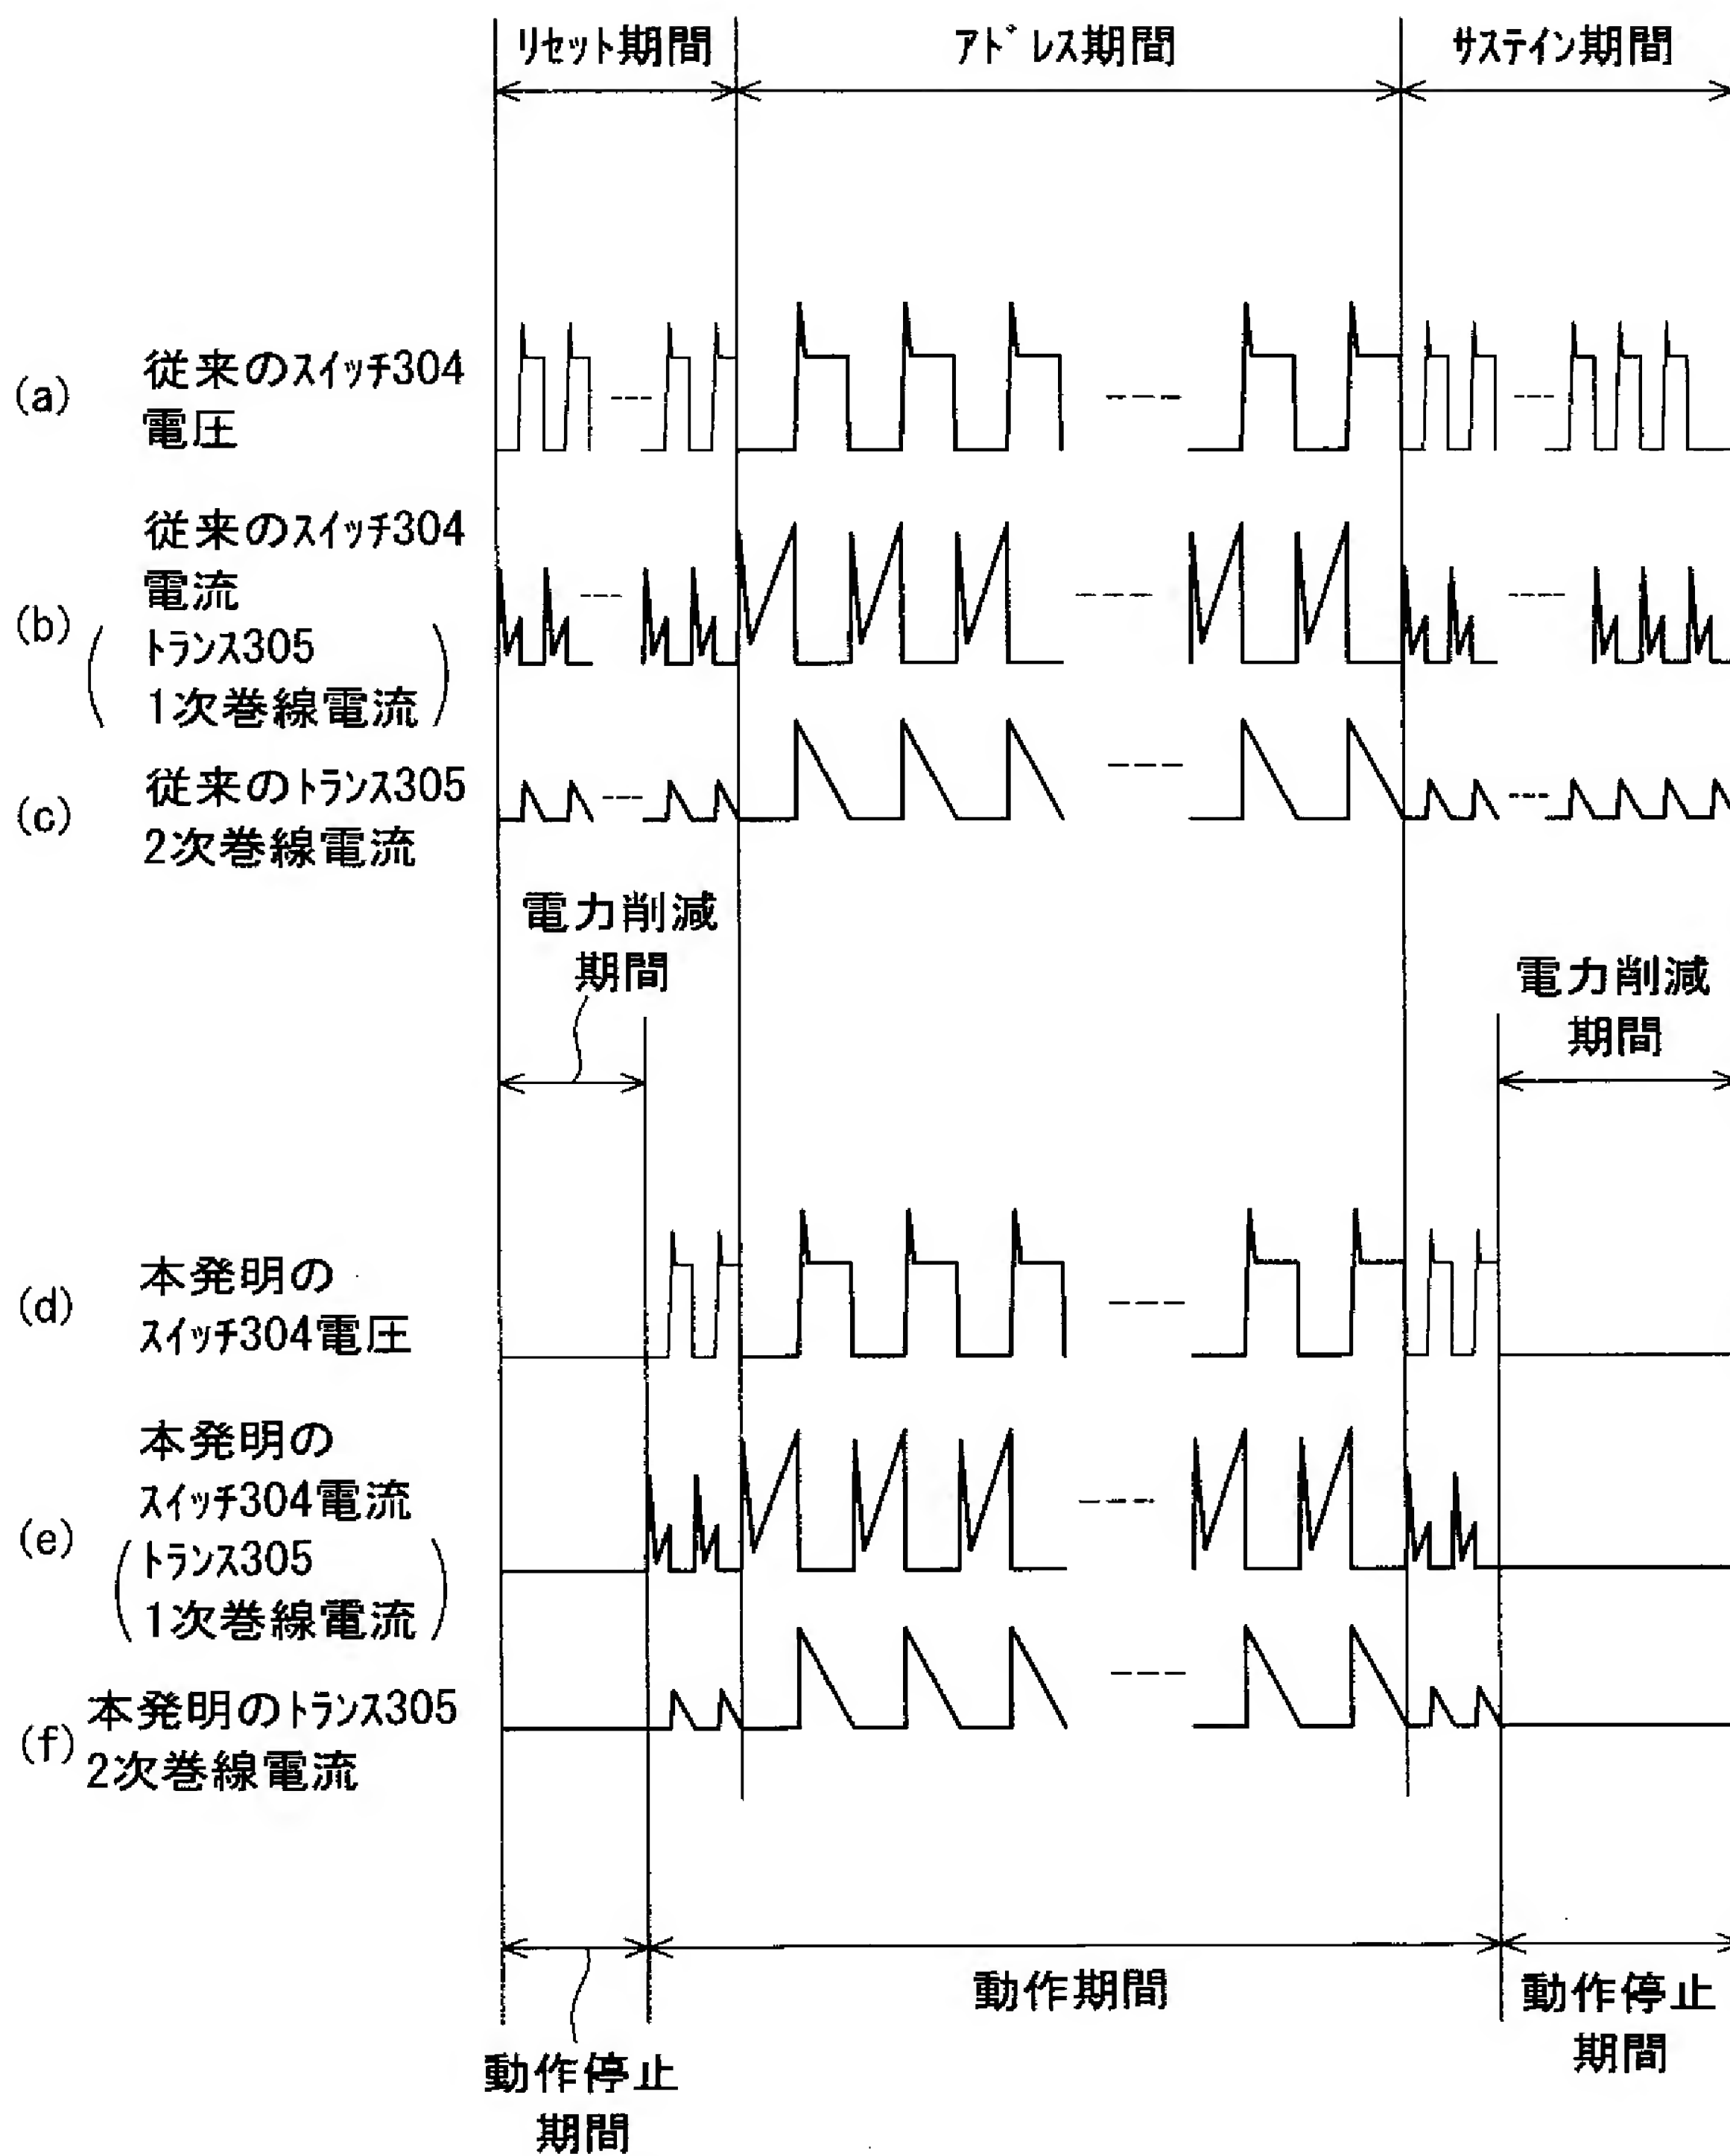 リセット期間
アドレス期間
サステイン期間
(a)
従来のスイッチ304
電圧
(b)
従来のスイッチ304
電流
(トランス305
1次巻線電流)
(c)
従来のトランス305
2次巻線電流
電力削減
期間
電力削減
期間
(d)
本発明の
スイッチ304電圧
(e)
本発明の
スイッチ304電流
(トランス305
1次巻線電流)
(f)
本発明のトランス305
2次巻線電流
動作期間
動作停止
期間
動作停止
期間